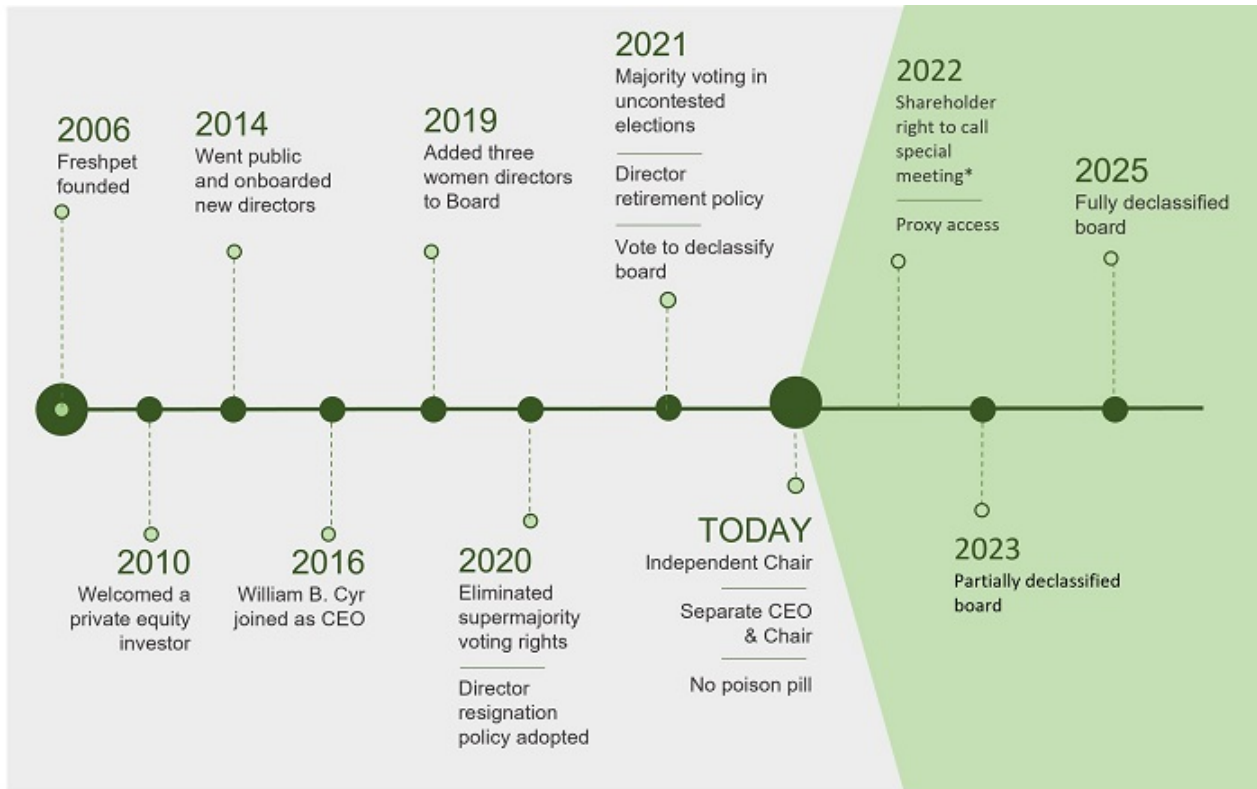 2006
Freshpet
founded
2010
Welcomed a
private equity
investor
2014
Went public
and onboarded
new directors
2016
William B. Cyr
joined as CEO
2019
Added three
women directors
to Board
2020
Eliminated
supermajority
voting rights
Director
resignation
policy adopted
2021
Majority voting in
uncontested
elections
Director
retirement policy
Vote to declassify
board
TODAY
Independent Chair
Separate CEO
& Chair
No poison pill
2022
Shareholder
right to call
special
meeting*
Proxy access
2023
Partially declassified
board
2025
Fully declassified
board